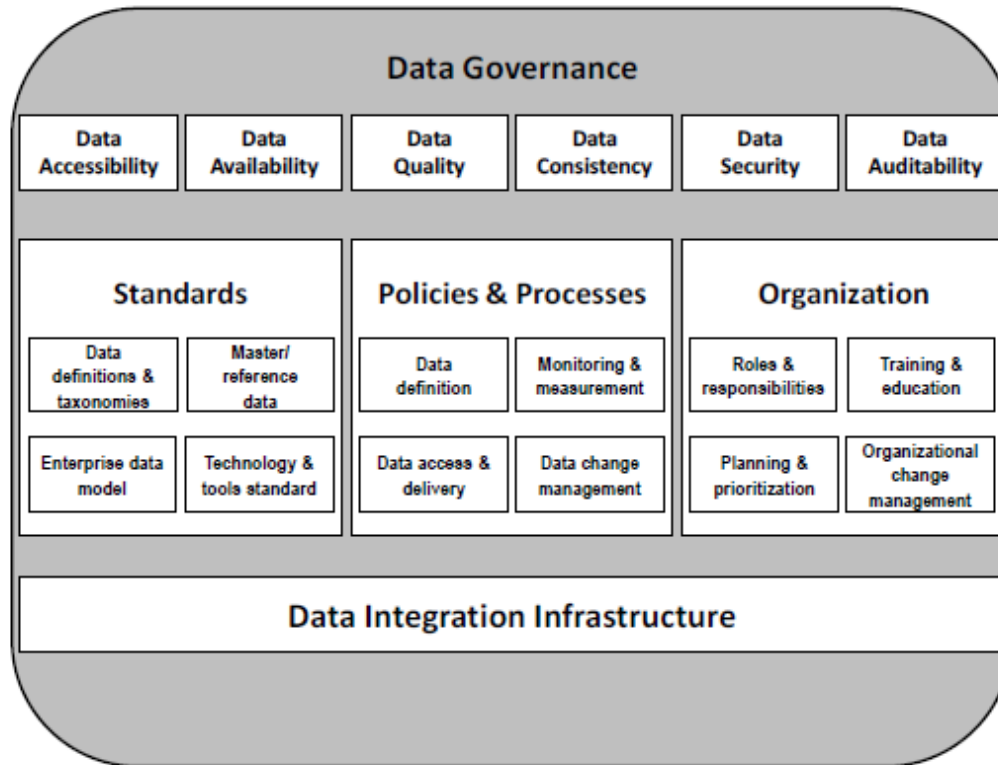 Data Governance
Data
Accessibility
Data
Availability
Data
Quality
Data
Consistency
Data
Security
Data
Auditability
Standards
Data
definitions &
taxonomies
Master/
reference
data
Enterprise data
model
Technology &
tools standard
Policies & Processes
Data
definition
Monitoring &
measurement
Data access &
delivery
Data change
management
Organization
Roles &
responsibilities
Training &
education
Planning &
prioritization
Organizational
change
management
Data Integration Infrastructure